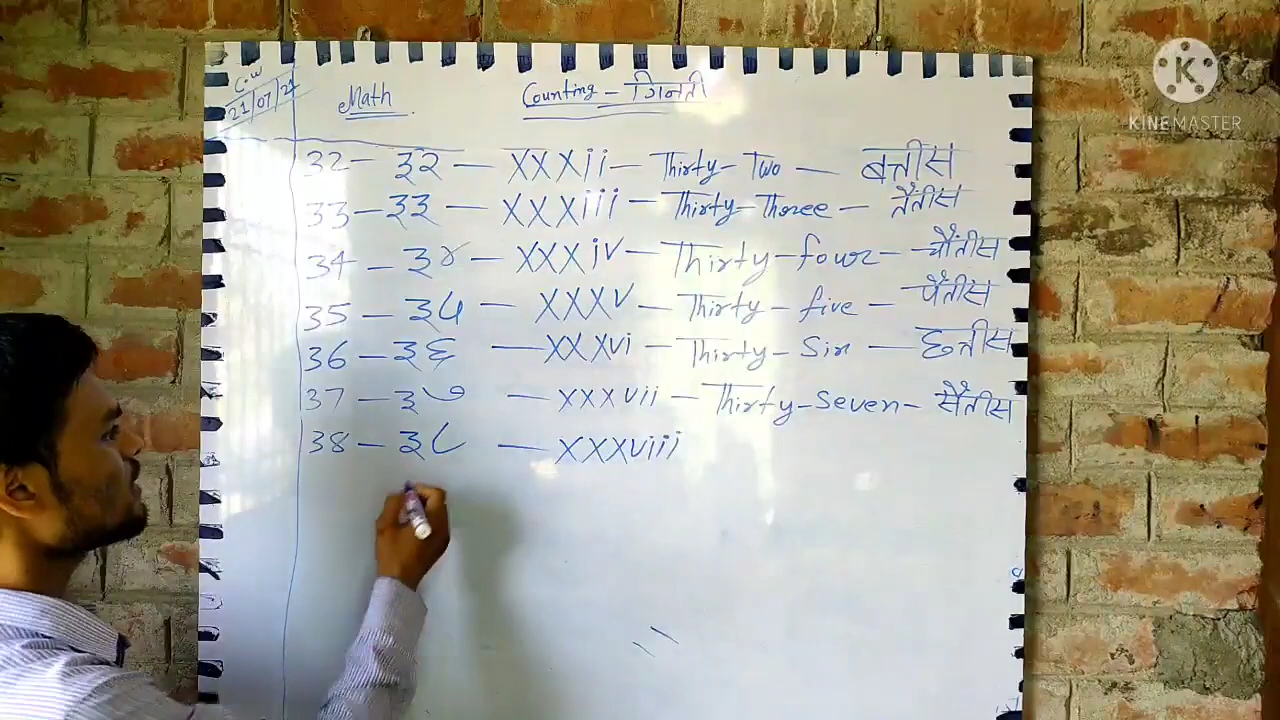 C.W
21/07/21
Math
Counting - गिनती
32 - ३२ - XXXii - Thirty-Two - बत्तीस
33 - ३३ - XXXiii - Thirty-Three - तैंतीस
34 - ३४ - XXXiV - Thirty-four - चौंतीस
35 - ३५ - XXXV - Thirty-five - पैंतीस
36 - ३६ - XXXvi - Thirty-Six - छत्तीस
37 - ३७ - XXXvii - Thirty-Seven - सैंतीस
38 - ३८ - XXXviii
K
KINEMASTER